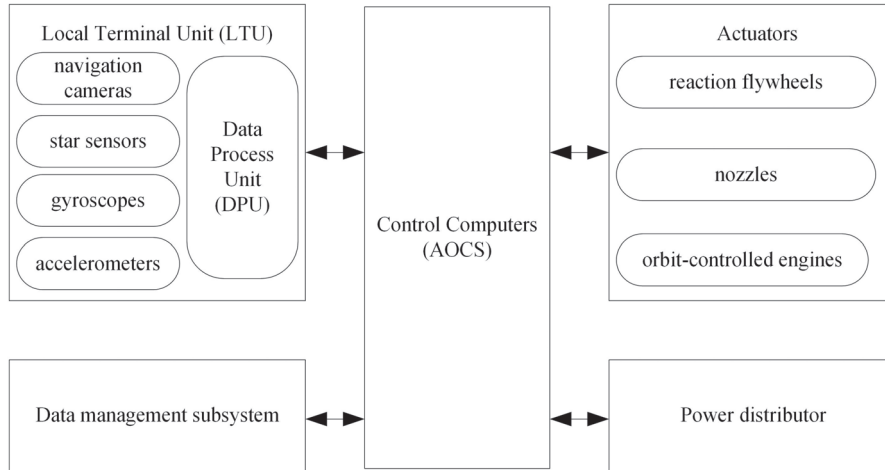 Local Terminal Unit (LTU)
navigation
cameras
star sensors
gyroscopes
accelerometers
Data
Process
Unit
(DPU)
Control Computers
(AOCS)
Actuators
reaction flywheels
nozzles
orbit-controlled engines
Data management subsystem
Power distributor